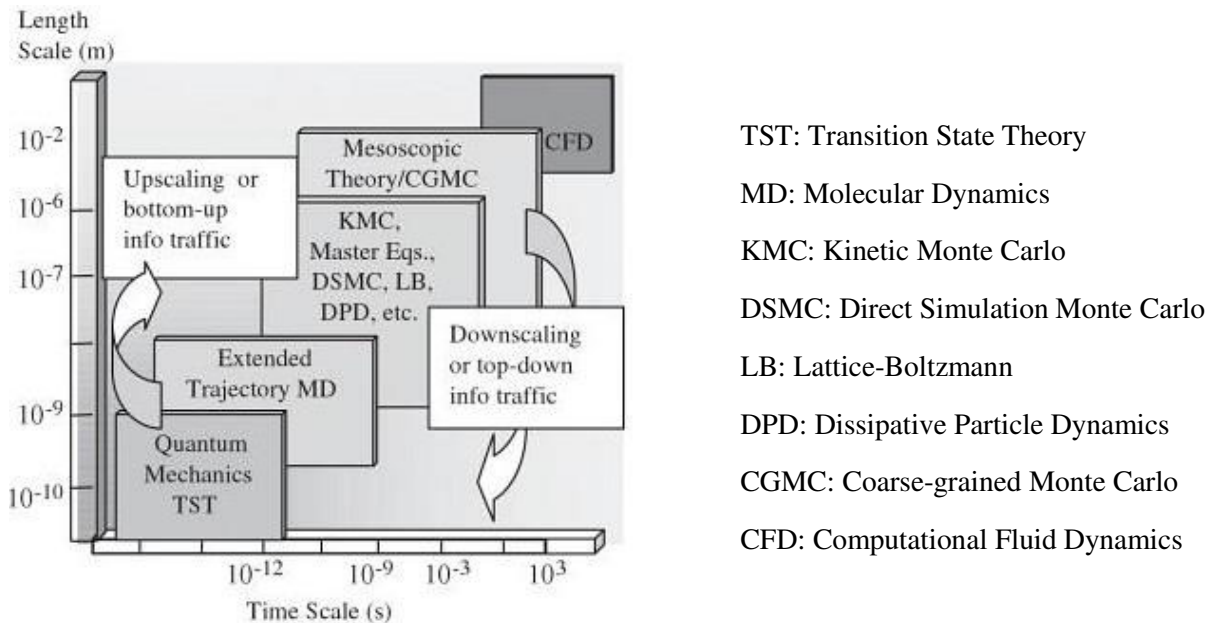 Length
Scale (m)
10-2
10-6
10-7
10-9
10-10
CFD
Mesoscopic
Theory/CGMC
Upscaling or
bottom-up
info traffic
KMC,
Master Eqs.,
DSMC, LB,
DPD, etc.
Downscaling
or top-down
info traffic
Extended
Trajectory MD
Quantum
Mechanics
TST
10-12
10-9
10-3
103
Time Scale (s)
TST: Transition State Theory
MD: Molecular Dynamics
KMC: Kinetic Monte Carlo
DSMC: Direct Simulation Monte Carlo
LB: Lattice-Boltzmann
DPD: Dissipative Particle Dynamics
CGMC: Coarse-grained Monte Carlo
CFD: Computational Fluid Dynamics